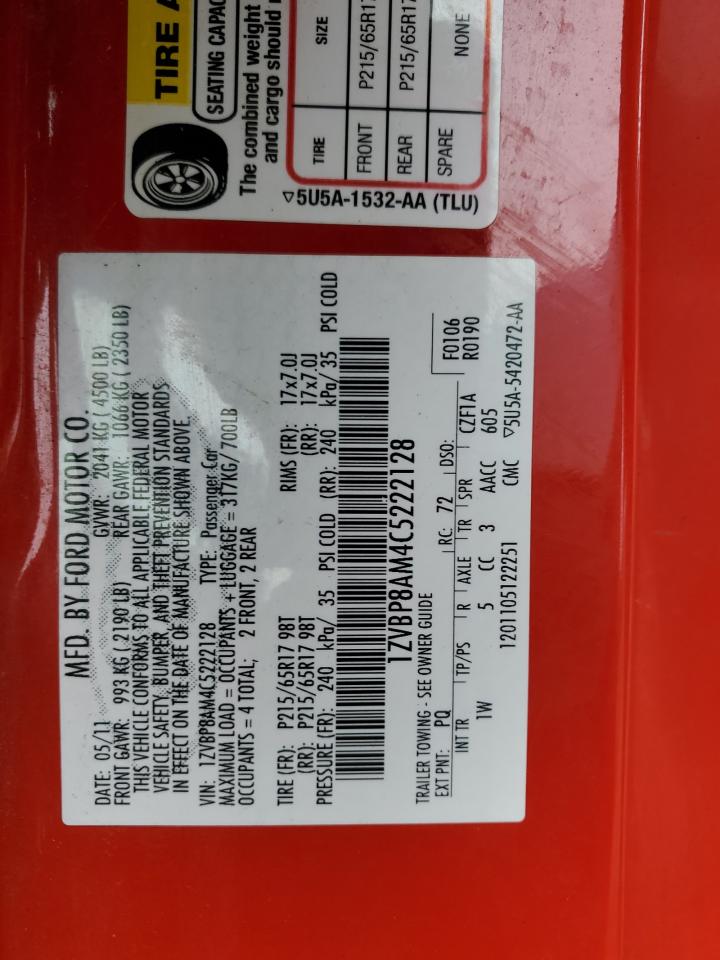 MFD. BY FORD MOTOR CO.
DATE: 05/11 GVWR: 2041 KG ( 4500 LB)
FRONT GAWR: 993 KG ( 2190 LB) REAR GAWR: 1066 KG ( 2350 LB)
THIS VEHICLE CONFORMS TO ALL APPLICABLE FEDERAL MOTOR
VEHICLE SAFETY, BUMPER, AND THEFT PREVENTION STANDARDS
IN EFFECT ON THE DATE OF MANUFACTURE SHOWN ABOVE.
VIN: 1ZVBP8AM4C5222128 TYPE: Passenger Car
MAXIMUM LOAD = OCCUPANTS + LUGGAGE = 317KG/700LB
OCCUPANTS = 4 TOTAL; 2 FRONT, 2 REAR
TIRE (FR): P215/65R17 98T RIMS (FR): 17x7.0J
(RR): P215/65R17 98T (RR): 17x7.0J
PRESSURE (FR): 240 kPa/ 35 PSI COLD (RR): 240 kPa/ 35 PSI COLD
1ZVBP8AM4C5222128
TRAILER TOWING - SEE OWNER GUIDE F0106
EXT PNT: PQ RC: 72 DSO: R0190
INT TR TP/PS R AXLE TR SPR CZF1A
1W 5 CC 3 AACC 605
1201105122251 CMC ▽5U5A-5420472-AA
TIRE A
SEATING CAPAC
The combined weight
and cargo should
TIRE SIZE
FRONT P215/65R17
REAR P215/65R17
SPARE NONE
▽5U5A-1532-AA (TLU)